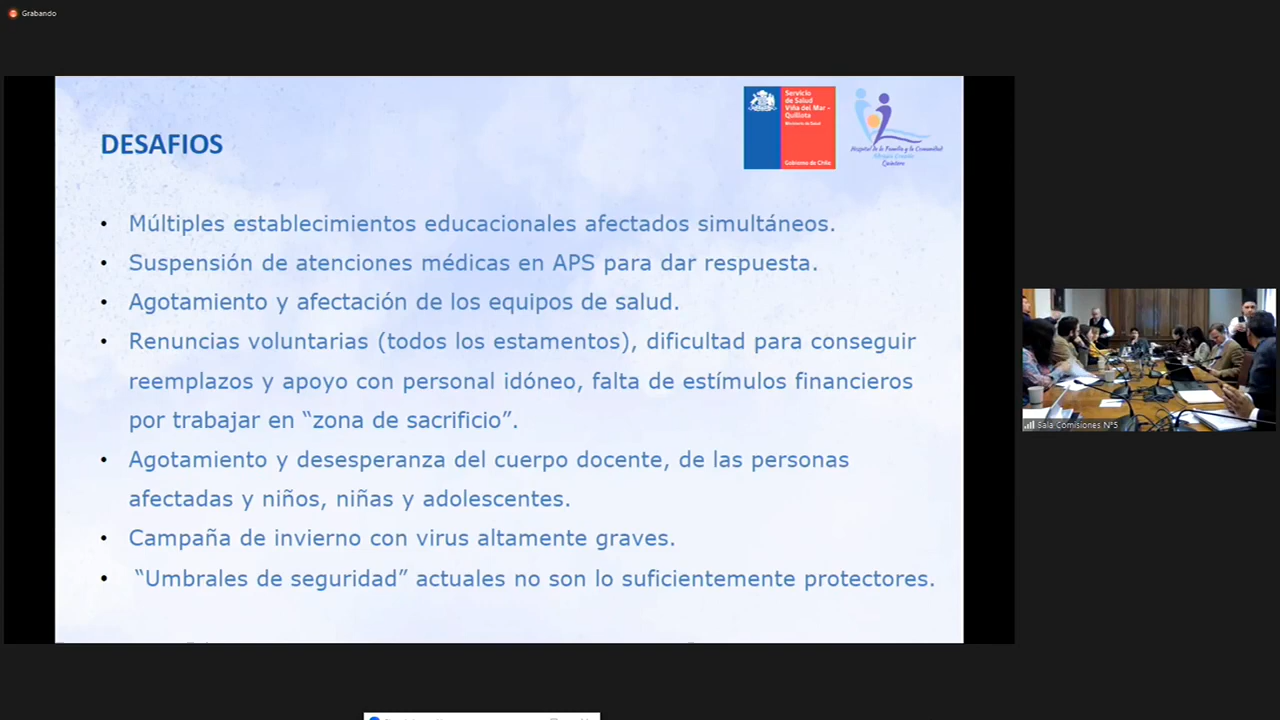 Grabando
Servicio
de Salud
Viña del Mar -
Quillota
Ministerio de Salud
Gobierno de Chile
Hospital de la Familia y la Comunidad
Adriana Cousiño
Quintero
DESAFIOS
• Múltiples establecimientos educacionales afectados simultáneos.
• Suspensión de atenciones médicas en APS para dar respuesta.
• Agotamiento y afectación de los equipos de salud.
• Renuncias voluntarias (todos los estamentos), dificultad para conseguir
reemplazos y apoyo con personal idóneo, falta de estímulos financieros
por trabajar en “zona de sacrificio”.
• Agotamiento y desesperanza del cuerpo docente, de las personas
afectadas y niños, niñas y adolescentes.
• Campaña de invierno con virus altamente graves.
• “Umbrales de seguridad” actuales no son lo suficientemente protectores.
Sala Comisiones N°5